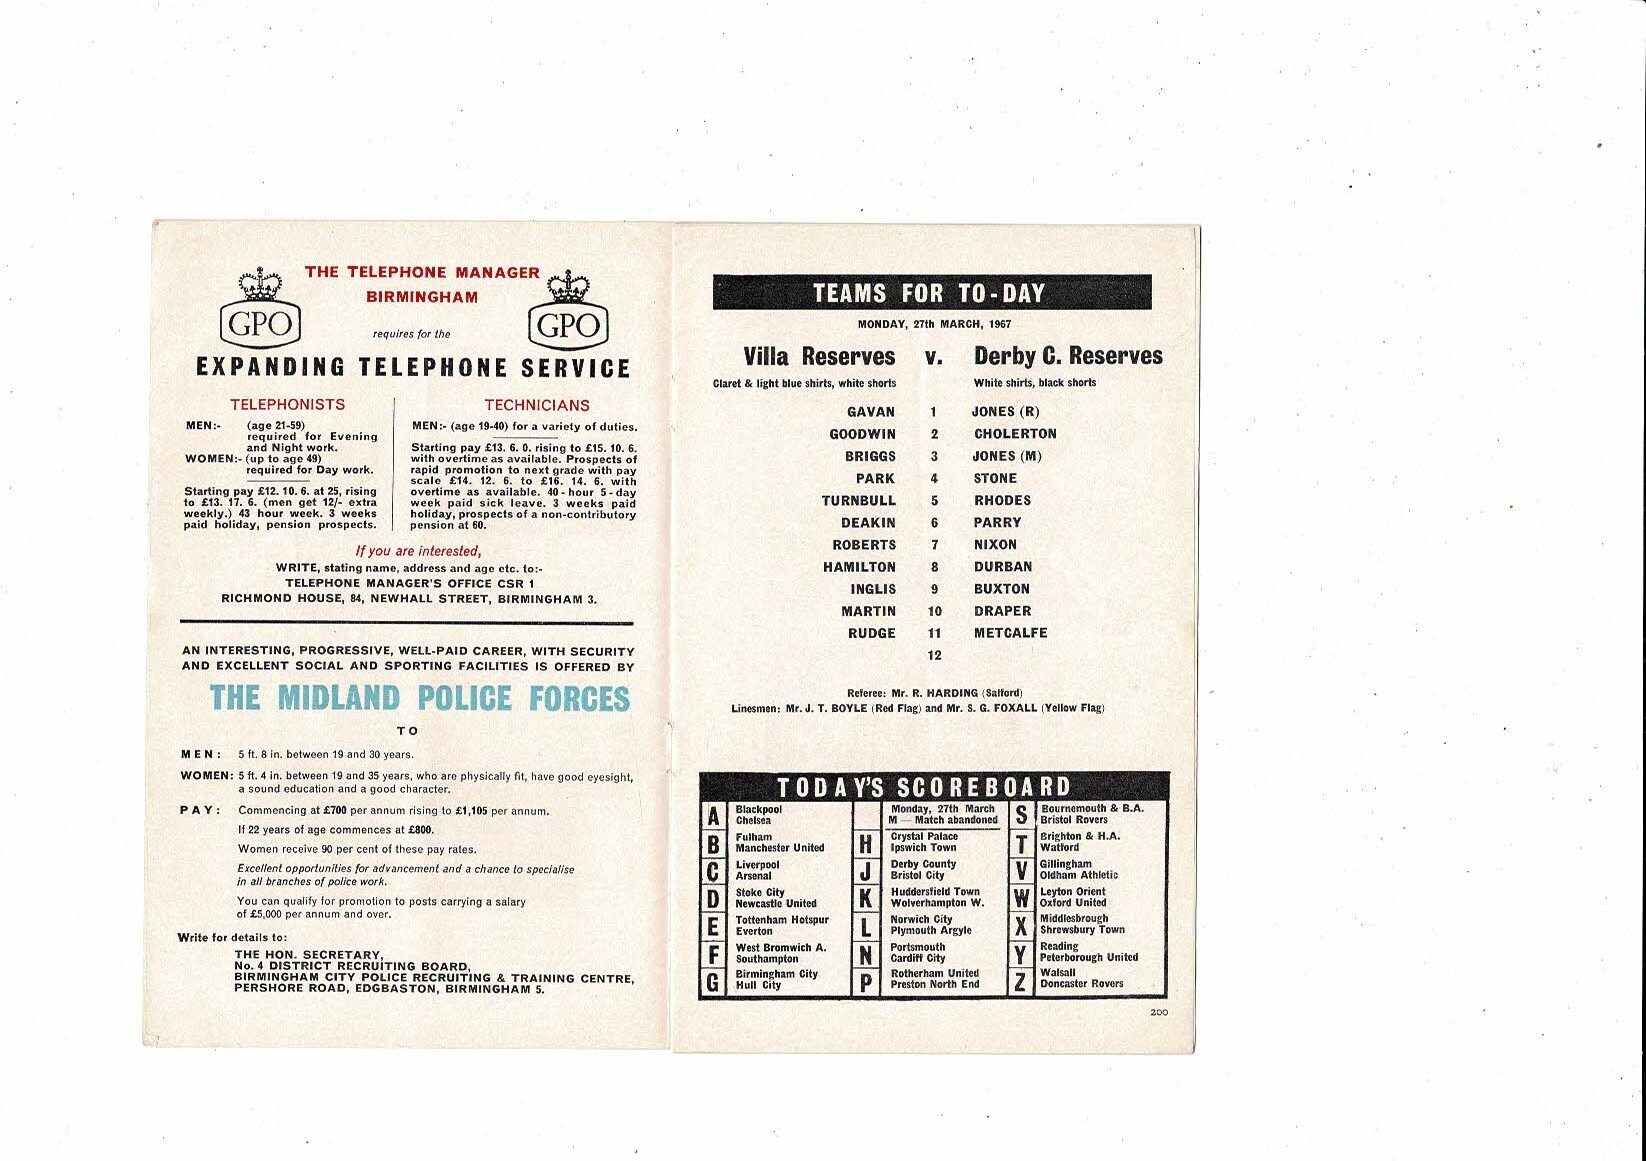 THE TELEPHONE MANAGER
BIRMINGHAM
GPO
GPO
requires for the
EXPANDING TELEPHONE SERVICE
TELEPHONISTS
MEN:- (age 21-59)
required for Evening
and Night work.
WOMEN:- (up to age 49)
required for Day work.
Starting pay £12. 10. 6. at 25, rising
to £13. 17. 6. (men get 12/- extra
weekly.) 43 hour week. 3 weeks
paid holiday, pension prospects.
TECHNICIANS
MEN:- (age 19-40) for a variety of duties.
Starting pay £13. 6. 0. rising to £15. 10. 6.
with overtime as available. Prospects of
rapid promotion to next grade with pay
scale £14. 12. 6. to £16. 14. 6. with
overtime as available. 40-hour 5-day
week paid sick leave. 3 weeks paid
holiday, prospects of a non-contributory
pension at 60.
If you are interested,
WRITE, stating name, address and age etc. to:-
TELEPHONE MANAGER'S OFFICE CSR 1
RICHMOND HOUSE, 84, NEWHALL STREET, BIRMINGHAM 3.
AN INTERESTING, PROGRESSIVE, WELL-PAID CAREER, WITH SECURITY
AND EXCELLENT SOCIAL AND SPORTING FACILITIES IS OFFERED BY
THE MIDLAND POLICE FORCES
TO
MEN: 5 ft. 8 in. between 19 and 30 years.
WOMEN: 5 ft. 4 in. between 19 and 35 years, who are physically fit, have good eyesight,
a sound education and a good character.
PAY: Commencing at £700 per annum rising to £1,105 per annum.
If 22 years of age commences at £800.
Women receive 90 per cent of these pay rates.
Excellent opportunities for advancement and a chance to specialise
in all branches of police work.
You can qualify for promotion to posts carrying a salary
of £5,000 per annum and over.
Write for details to:
THE HON. SECRETARY,
No. 4 DISTRICT RECRUITING BOARD,
BIRMINGHAM CITY POLICE RECRUITING & TRAINING CENTRE,
PERSHORE ROAD, EDGBASTON, BIRMINGHAM 5.
TEAMS FOR TO-DAY
MONDAY, 27th MARCH, 1967
Villa Reserves v. Derby C. Reserves
Claret & light blue shirts, white shorts White shirts, black shorts
GAVAN 1 JONES (R)
GOODWIN 2 CHOLERTON
BRIGGS 3 JONES (M)
PARK 4 STONE
TURNBULL 5 RHODES
DEAKIN 6 PARRY
ROBERTS 7 NIXON
HAMILTON 8 DURBAN
INGLIS 9 BUXTON
MARTIN 10 DRAPER
RUDGE 11 METCALFE
12
Referee: Mr. R. HARDING (Salford)
Linesmen: Mr. J. T. BOYLE (Red Flag) and Mr. S. G. FOXALL (Yellow Flag)
TODAY'S SCOREBOARD
A Blackpool
Chelsea
B Fulham
Manchester United
C Liverpool
Arsenal
D Stoke City
Newcastle United
E Tottenham Hotspur
Everton
F West Bromwich A.
Southampton
G Birmingham City
Hull City
Monday, 27th March
M — Match abandoned
H Crystal Palace
Ipswich Town
J Derby County
Bristol City
K Huddersfield Town
Wolverhampton W.
L Norwich City
Plymouth Argyle
N Portsmouth
Cardiff City
P Rotherham United
Preston North End
S Bournemouth & B.A.
Bristol Rovers
T Brighton & H.A.
Watford
V Gillingham
Oldham Athletic
W Leyton Orient
Oxford United
X Middlesbrough
Shrewsbury Town
Y Reading
Peterborough United
Z Walsall
Doncaster Rovers
200